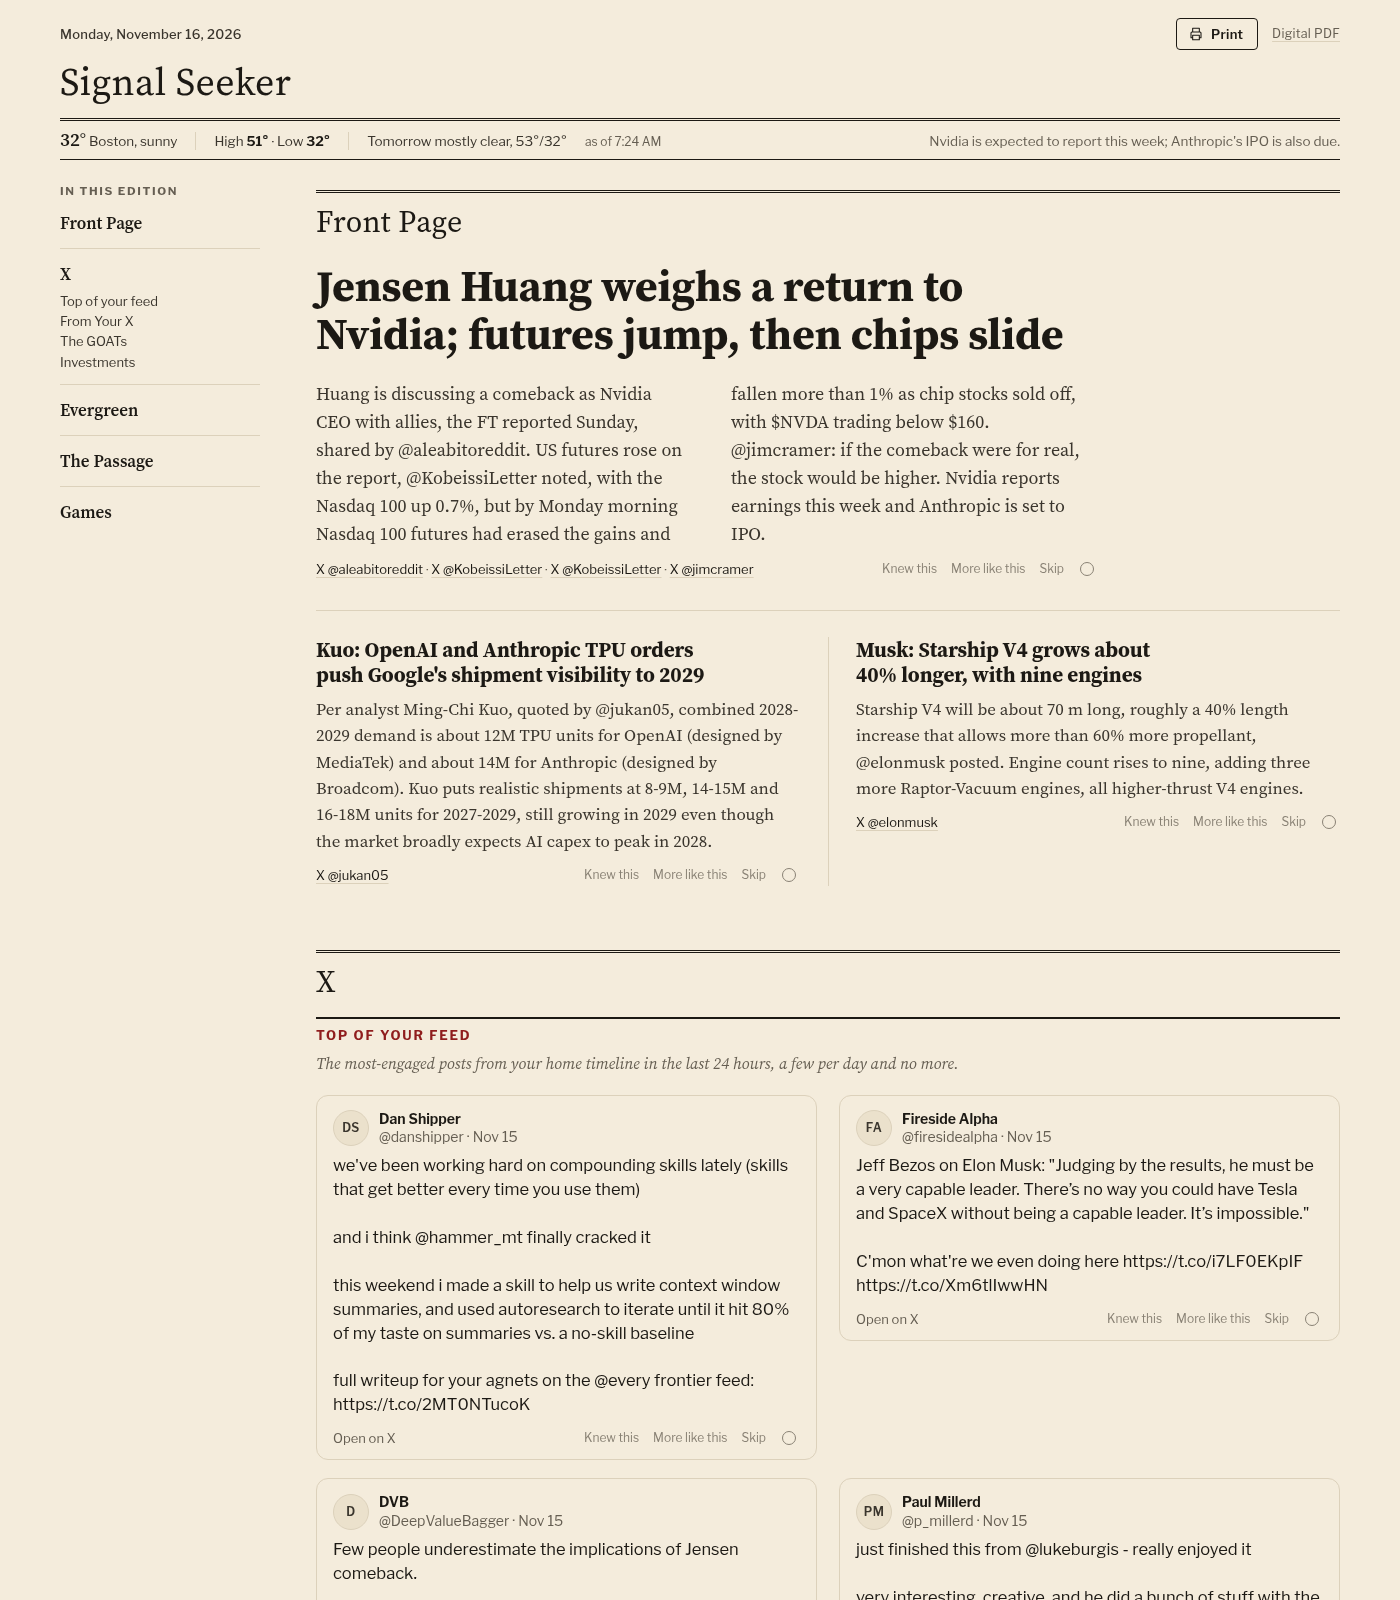 Monday, November 16, 2026
Print
Digital PDF
Signal Seeker
32° Boston, sunny
High 51° · Low 32°
Tomorrow mostly clear, 53°/32°
as of 7:24 AM
Nvidia is expected to report this week; Anthropic's IPO is also due.
IN THIS EDITION
Front Page
X
Top of your feed
From Your X
The GOATs
Investments
Evergreen
The Passage
Games
Front Page
Jensen Huang weighs a return to
Nvidia; futures jump, then chips slide
Huang is discussing a comeback as Nvidia
CEO with allies, the FT reported Sunday,
shared by @aleabitoreddit. US futures rose on
the report, @KobeissiLetter noted, with the
Nasdaq 100 up 0.7%, but by Monday morning
Nasdaq 100 futures had erased the gains and
fallen more than 1% as chip stocks sold off,
with $NVDA trading below $160.
@jimcramer: if the comeback were for real,
the stock would be higher. Nvidia reports
earnings this week and Anthropic is set to
IPO.
X @aleabitoreddit · X @KobeissiLetter · X @KobeissiLetter · X @jimcramer
Knew this More like this Skip
Kuo: OpenAI and Anthropic TPU orders
push Google's shipment visibility to 2029
Per analyst Ming-Chi Kuo, quoted by @jukan05, combined 2028-
2029 demand is about 12M TPU units for OpenAI (designed by
MediaTek) and about 14M for Anthropic (designed by
Broadcom). Kuo puts realistic shipments at 8-9M, 14-15M and
16-18M units for 2027-2029, still growing in 2029 even though
the market broadly expects AI capex to peak in 2028.
X @jukan05
Knew this More like this Skip
Musk: Starship V4 grows about
40% longer, with nine engines
Starship V4 will be about 70 m long, roughly a 40% length
increase that allows more than 60% more propellant,
@elonmusk posted. Engine count rises to nine, adding three
more Raptor-Vacuum engines, all higher-thrust V4 engines.
X @elonmusk
Knew this More like this Skip
X
TOP OF YOUR FEED
The most-engaged posts from your home timeline in the last 24 hours, a few per day and no more.
DS
Dan Shipper
@danshipper · Nov 15
we've been working hard on compounding skills lately (skills
that get better every time you use them)
and i think @hammer_mt finally cracked it
this weekend i made a skill to help us write context window
summaries, and used autoresearch to iterate until it hit 80%
of my taste on summaries vs. a no-skill baseline
full writeup for your agnets on the @every frontier feed:
https://t.co/2MT0NTucoK
Open on X
Knew this More like this Skip
FA
Fireside Alpha
@firesidealpha · Nov 15
Jeff Bezos on Elon Musk: "Judging by the results, he must be
a very capable leader. There’s no way you could have Tesla
and SpaceX without being a capable leader. It’s impossible."
C'mon what're we even doing here https://t.co/i7LF0EKpIF
https://t.co/Xm6tlIwwHN
Open on X
Knew this More like this Skip
D
DVB
@DeepValueBagger · Nov 15
Few people underestimate the implications of Jensen
comeback.
PM
Paul Millerd
@p_millerd · Nov 15
just finished this from @lukeburgis - really enjoyed it
very interesting, creative, and he did a bunch of stuff with the